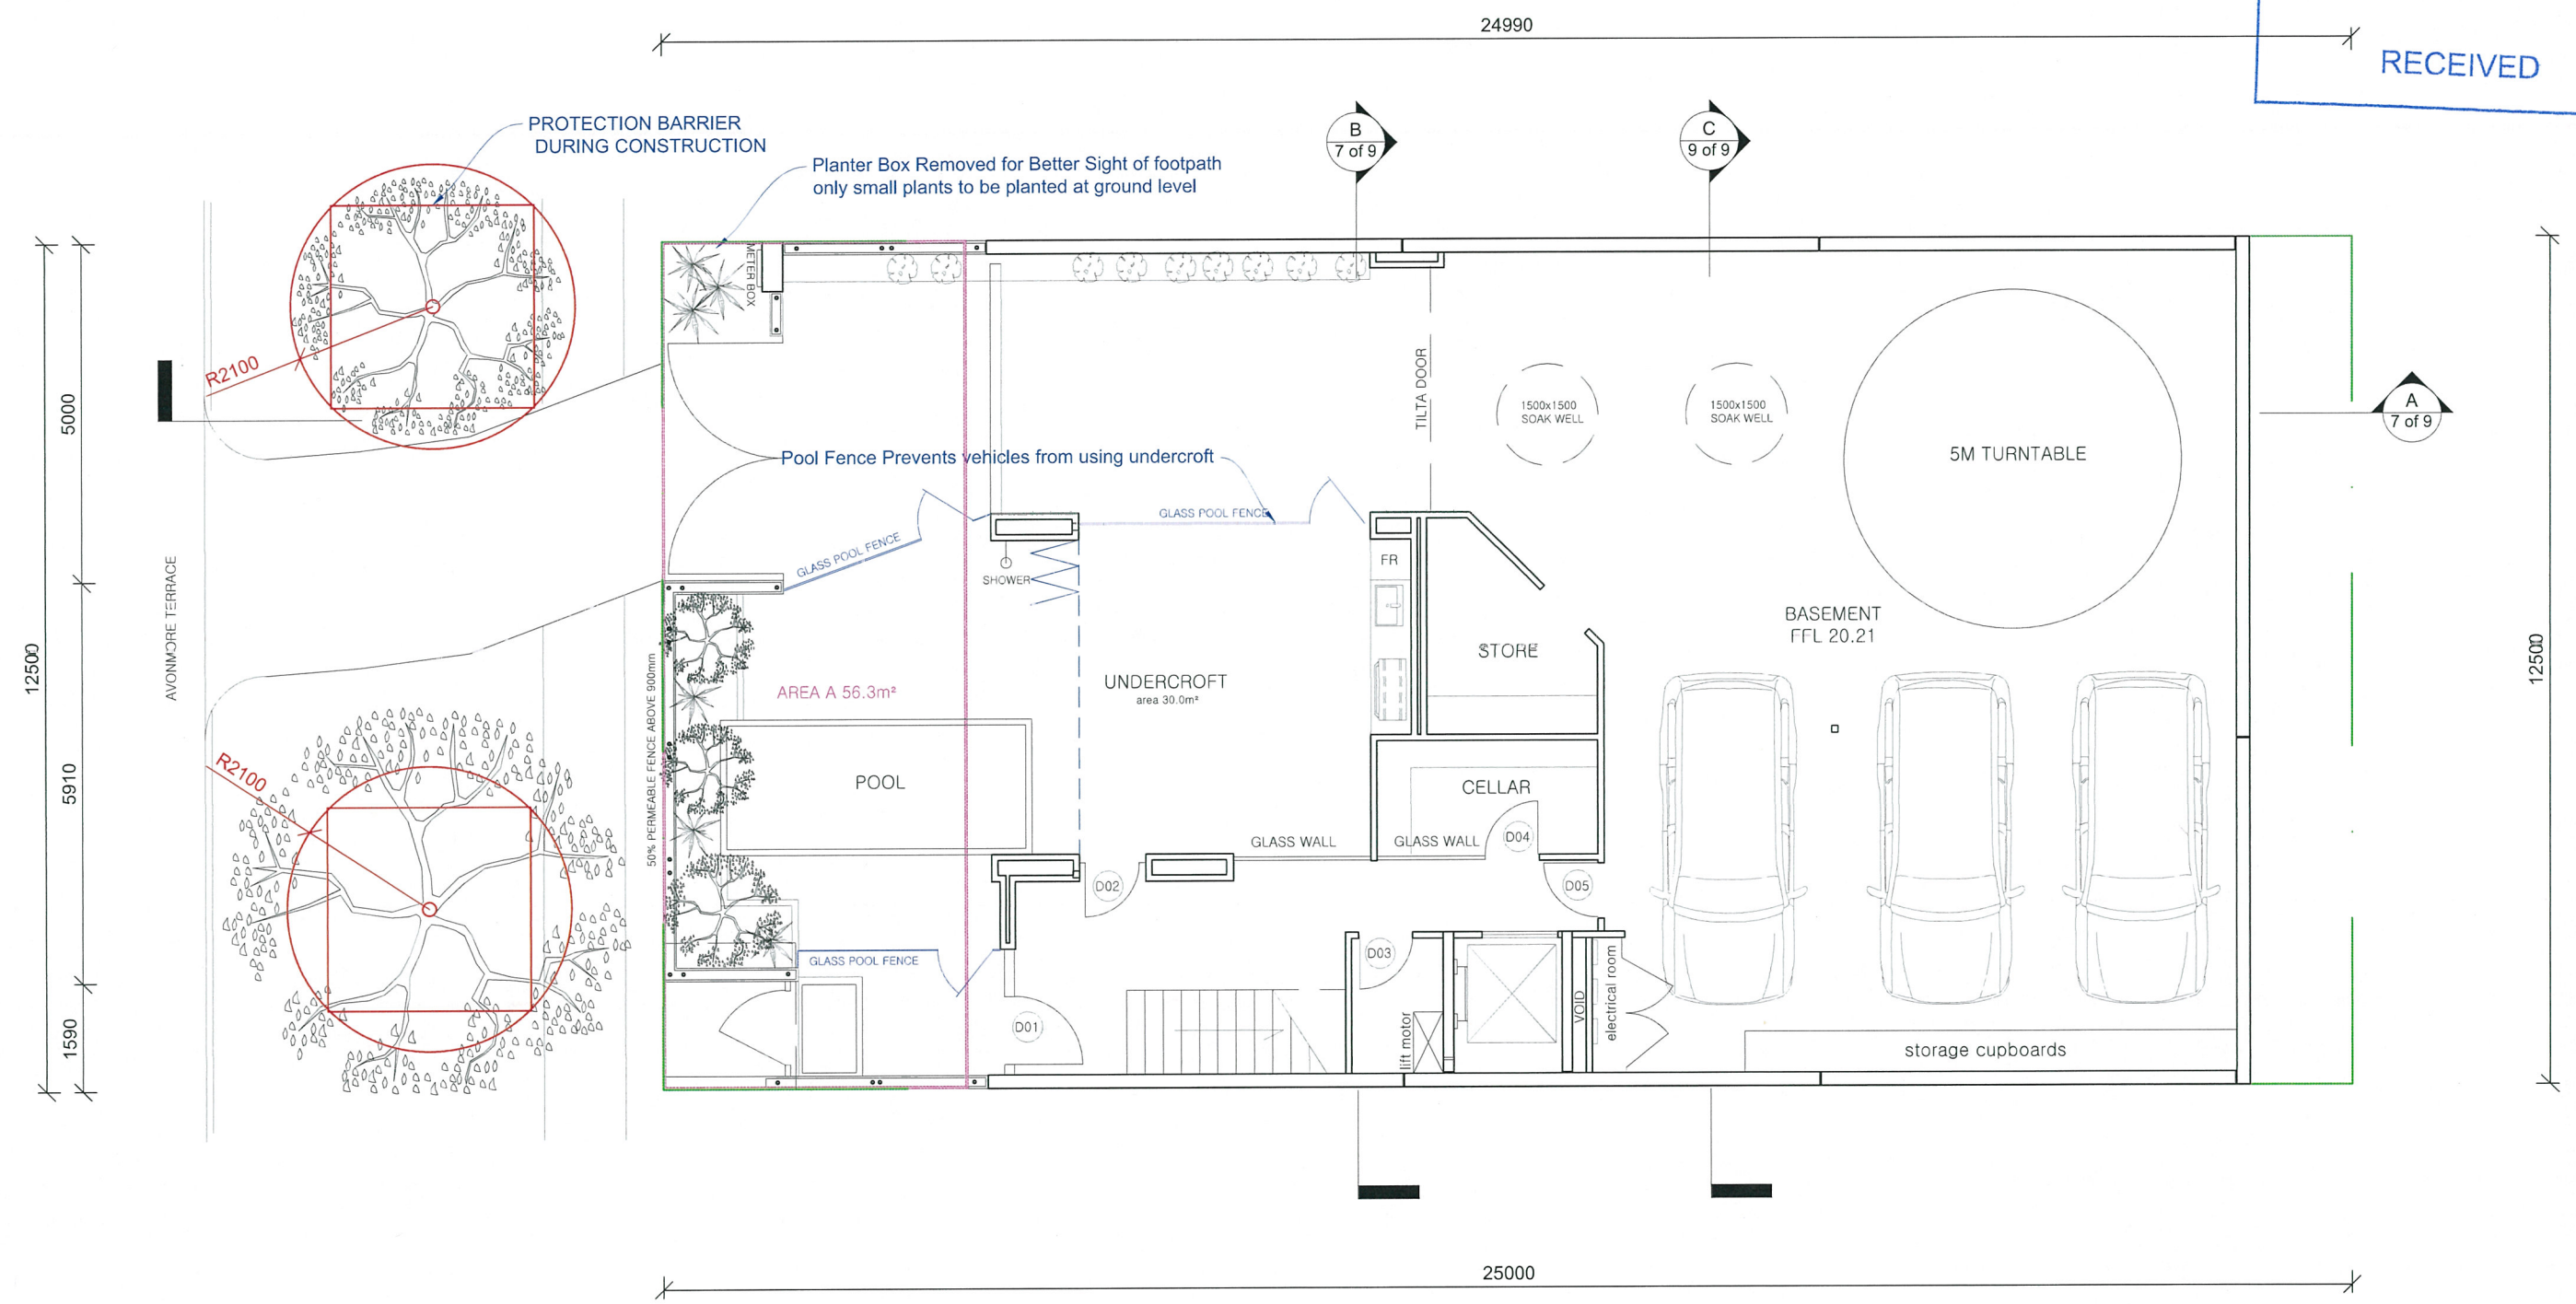 24990
RECEIVED
PROTECTION BARRIER
DURING CONSTRUCTION
Planter Box Removed for Better Sight of footpath
only small plants to be planted at ground level
B
7 of 9
C
9 of 9
METER BOX
R2100
5000
TILTA DOOR
1500x1500
SOAK WELL
1500x1500
SOAK WELL
5M TURNTABLE
A
7 of 9
Pool Fence Prevents vehicles from using undercroft
GLASS POOL FENCE
GLASS POOL FENCE
SHOWER
FR
AVONMORE TERRACE
12500
BASEMENT
FFL 20.21
STORE
12500
50% PERMEABLE FENCE ABOVE 900mm
AREA A 56.3m²
UNDERCROFT
area 30.0m²
R2100
5910
POOL
CELLAR
GLASS WALL
GLASS WALL
D04
D02
D05
GLASS POOL FENCE
D03
electrical room
VOID
D01
lift motor
1590
storage cupboards
25000